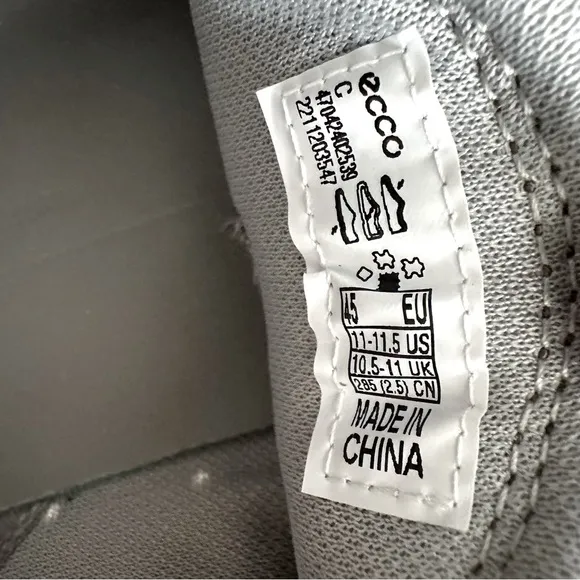 ecco
C
47042402539
2211203547
45 EU
11-11.5 US
10.5-11 UK
285 (2.5) CN
MADE IN
CHINA